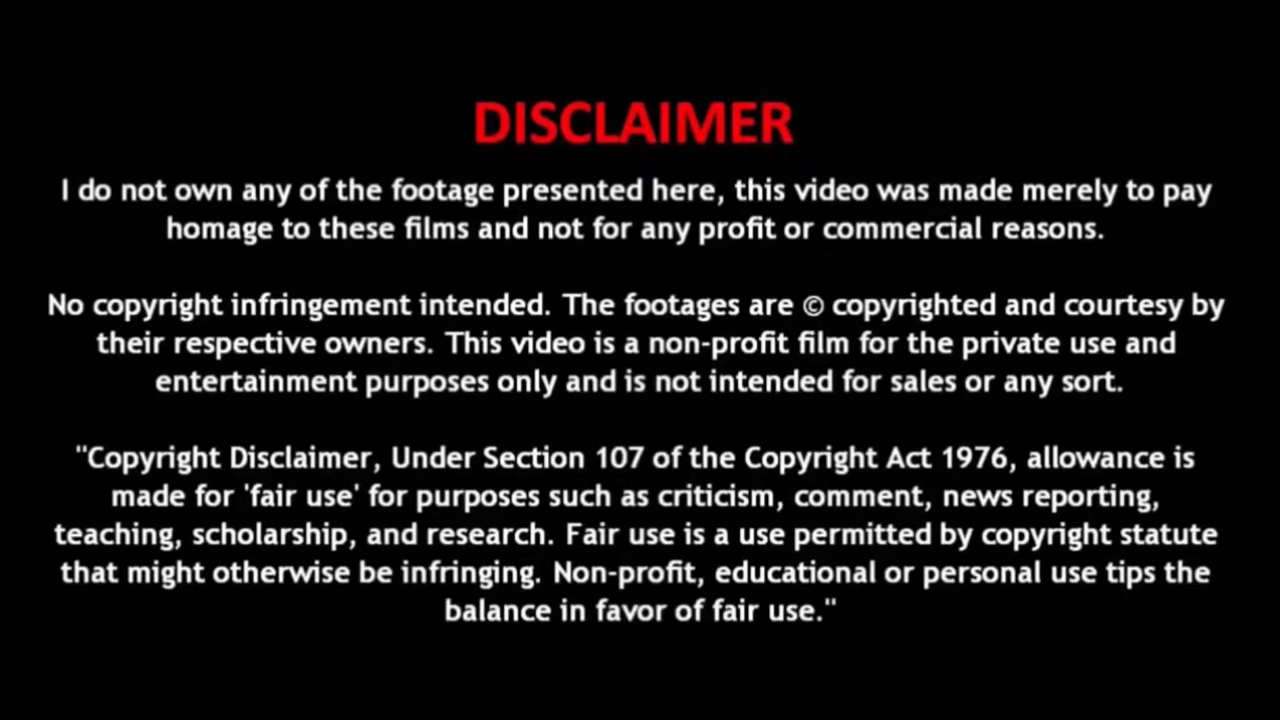 DISCLAIMER
I do not own any of the footage presented here, this video was made merely to pay
homage to these films and not for any profit or commercial reasons.
No copyright infringement intended. The footages are © copyrighted and courtesy by
their respective owners. This video is a non-profit film for the private use and
entertainment purposes only and is not intended for sales or any sort.
"Copyright Disclaimer, Under Section 107 of the Copyright Act 1976, allowance is
made for 'fair use' for purposes such as criticism, comment, news reporting,
teaching, scholarship, and research. Fair use is a use permitted by copyright statute
that might otherwise be infringing. Non-profit, educational or personal use tips the
balance in favor of fair use."